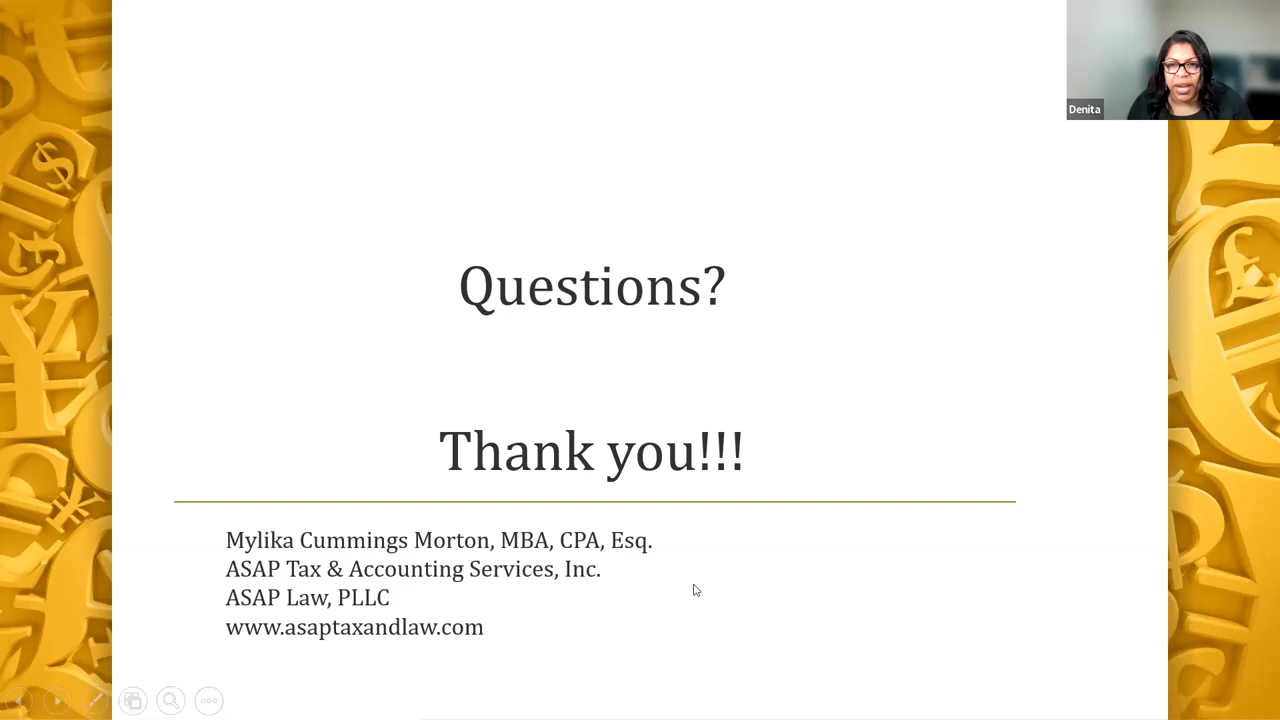 Denita
Questions?
Thank you!!!
Mylika Cummings Morton, MBA, CPA, Esq.
ASAP Tax & Accounting Services, Inc.
ASAP Law, PLLC
www.asaptaxandlaw.com